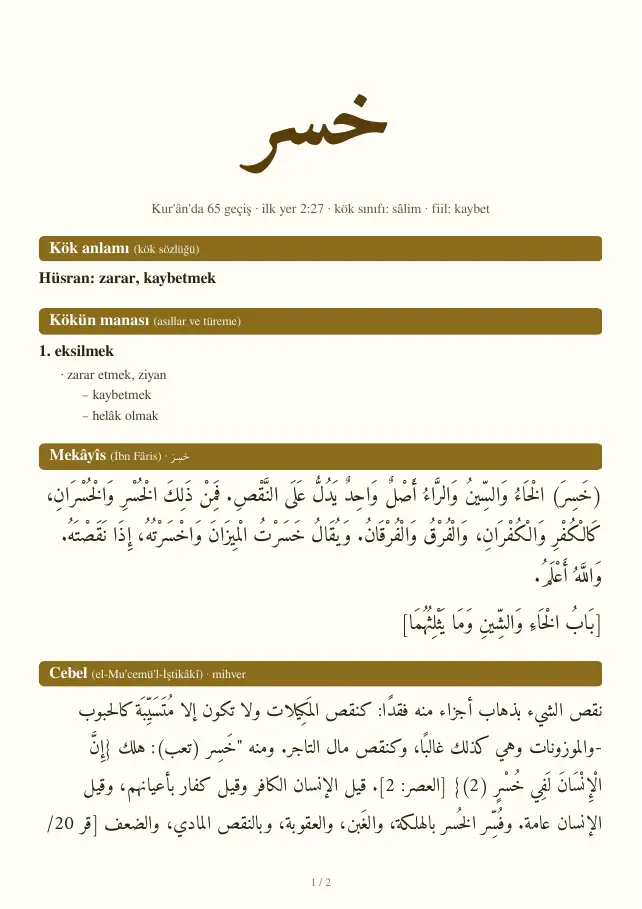 خسر
Kur'ân'da 65 geçiş · ilk yer 2:27 · kök sınıfı: sâlim · fiil: kaybet
Kök anlamı (kök sözlüğü)
Hüsran: zarar, kaybetmek
Kökün manası (asıllar ve türeme)
1. eksilmek
· zarar etmek, ziyan
– kaybetmek
– helâk olmak
Mekâyîs (İbn Fâris) · خَسِرَ
(خَسِرَ) الْخَاءُ وَالسِّينُ وَالرَّاءُ أَصْلٌ وَاحِدٌ يَدُلُّ عَلَى النَّقْصِ. فَمِنْ ذَلِكَ الْخُسْرِ وَالْخُسْرَانِ،
كَالْكُفْرِ وَالْكُفْرَانِ، وَالْفُرْقِ وَالْفُرْقَانُ. وَيُقَالُ خَسَرْتُ الْمِيزَانَ وَاخْسَرْتُهُ، إِذَا نَقَصْتَهُ.
وَاللَّهُ أَعْلَمُ.
[بَابُ الْخَاءِ وَالشِّينِ وَمَا يَثْلِثُهُمَا]
Cebel (el-Mu'cemü'l-İştikâkî) · mihver
نقص الشيء بذهاب أجزاء منه فقدًا: كنقص المَكِيلات ولا تكون إلا مُتَسَيِّبَة كالحبوب
-والموزونات وهي كذلك غالبًا، وكنقص مال التاجر. ومنه "خَسِر (تعب): هلك {إِنَّ
الْإِنْسَانَ لَفِي خُسْرٍ (2)} [العصر: 2]. قيل الإنسان الكافر وقيل كفار بأعيانهم، وقيل
الإنسان عامة. وفُسِّر الخُسر بالهلكة، والغَبن، والعقوبة، وبالنقص المادي، والضعف [قر 20/
1 / 2